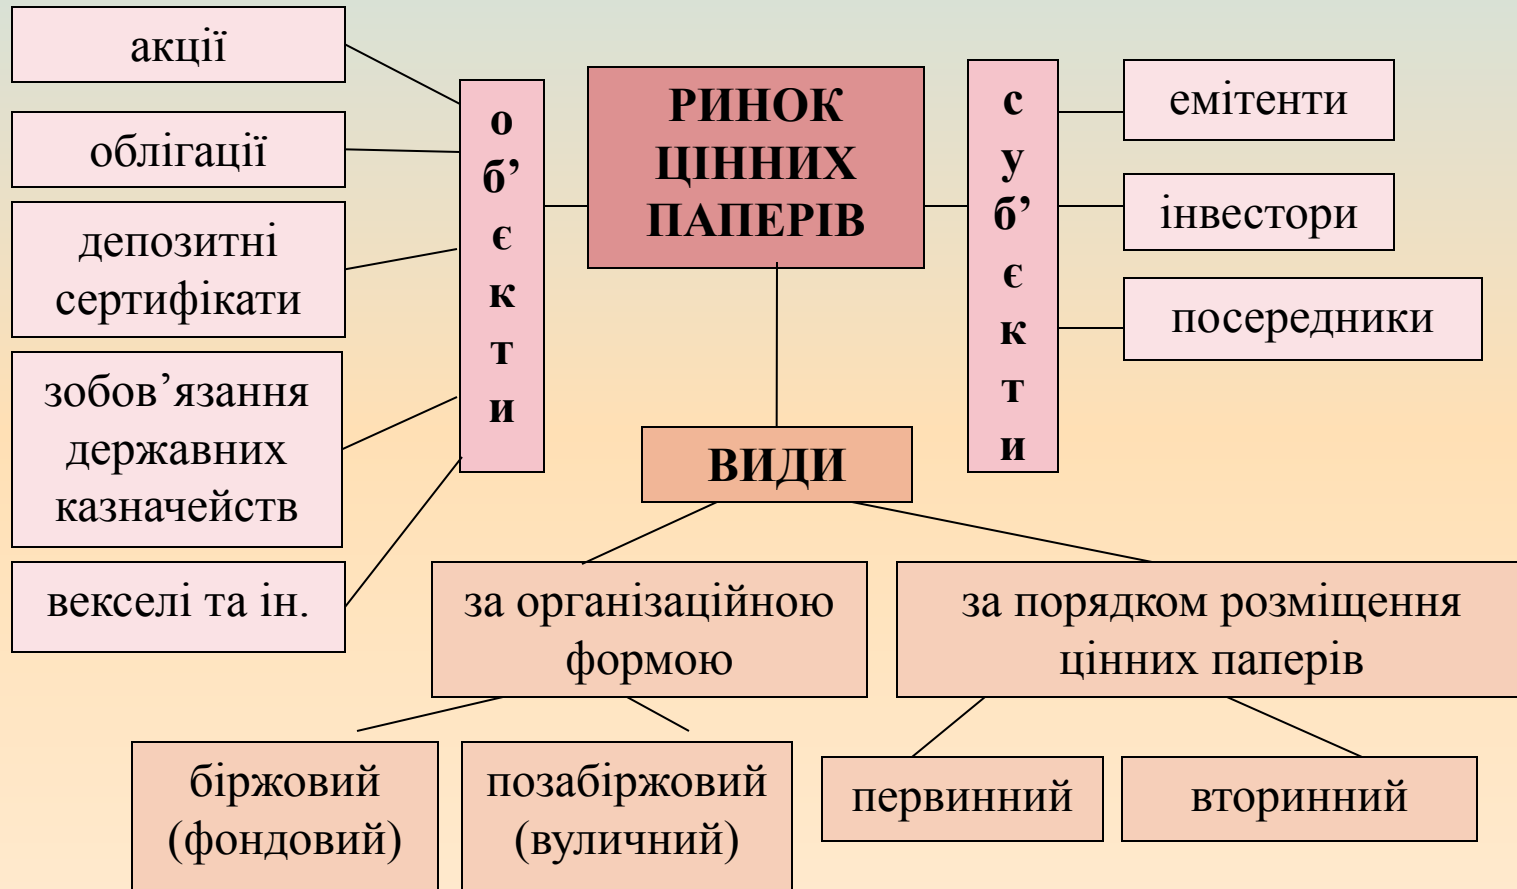 акції
облігації
депозитні
сертифікати
зобов’язання
державних
казначейств
векселі та ін.
о
б’
є
к
т
и
РИНОК
ЦІННИХ
ПАПЕРІВ
с
у
б’
є
к
т
и
емітенти
інвестори
посередники
ВИДИ
за організаційною
формою
за порядком розміщення
цінних паперів
біржовий
(фондовий)
позабіржовий
(вуличний)
первинний
вторинний